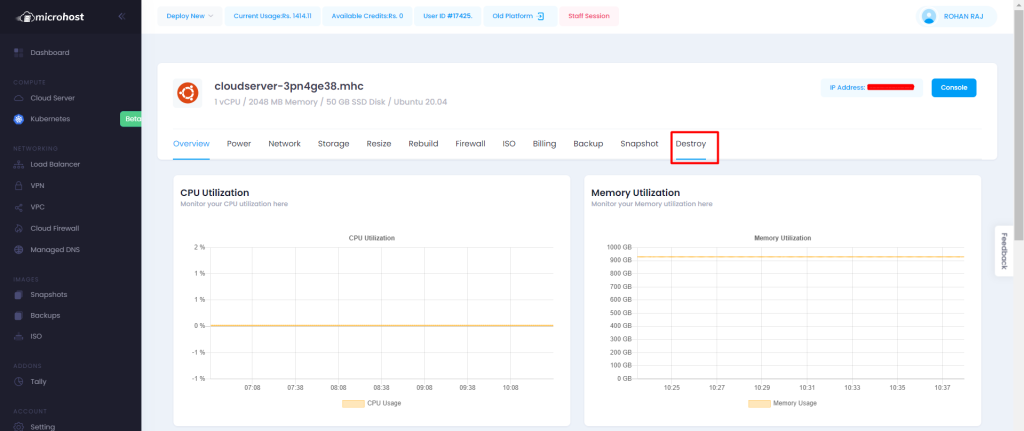 microhost
Deploy New
Current Usage:Rs. 1414.11
Available Credits:Rs. 0
User ID #17425.
Old Platform
Staff Session
ROHAN RAJ
Dashboard
COMPUTE
Cloud Server
Kubernetes
Beta
NETWORKING
Load Balancer
VPN
VPC
Cloud Firewall
Managed DNS
IMAGES
Snapshots
Backups
ISO
ADDONS
Tally
ACCOUNT
Setting
cloudserver-3pn4ge38.mhc
1 vCPU / 2048 MB Memory / 50 GB SSD Disk / Ubuntu 20.04
IP Address:
Console
Overview Power Network Storage Resize Rebuild Firewall ISO Billing Backup Snapshot Destroy
CPU Utilization
Monitor your CPU utilization here
CPU Utilization
2 %
1 %
1 %
0 %
-1 %
-1 %
07:08 07:38 08:08 08:38 09:08 09:38 10:08
CPU Usage
Memory Utilization
Monitor your Memory utilization here
Memory Utilization
1000 GB
900 GB
800 GB
700 GB
600 GB
500 GB
400 GB
300 GB
200 GB
100 GB
0 GB
10:25 10:27 10:29 10:31 10:33 10:35 10:37
Memory Usage
Feedback